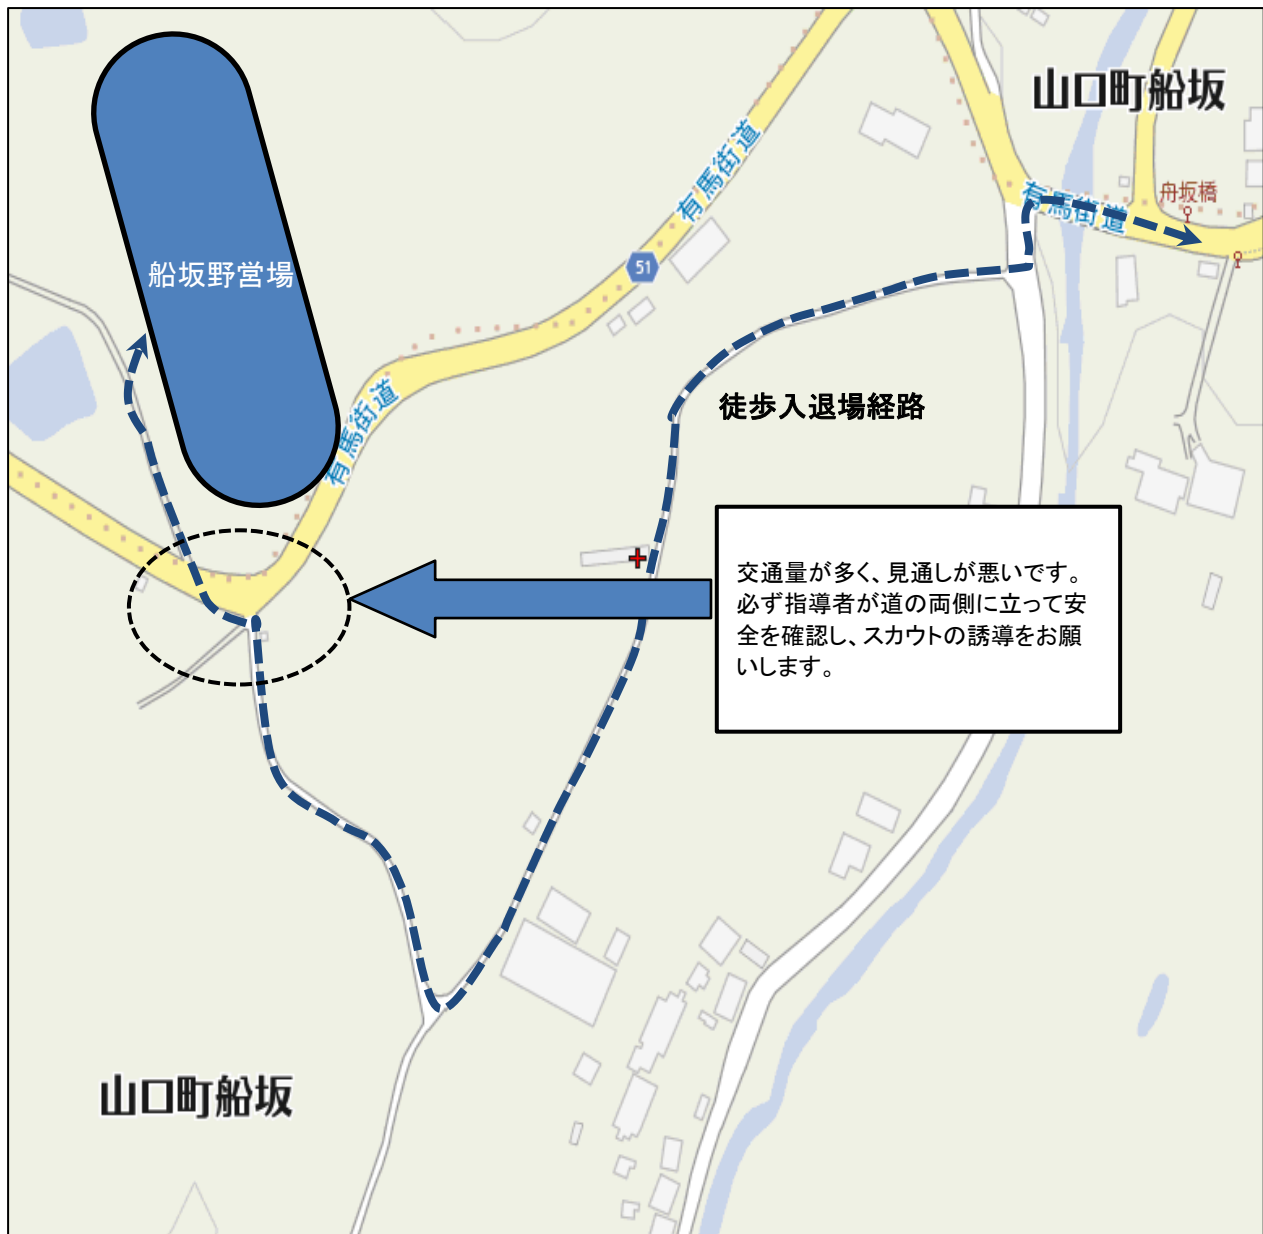 山口町船坂
有馬街道
有馬街道
舟坂橋
船坂野営場
51
有馬街道
徒歩入退場経路
交通量が多く、見通しが悪いです。
必ず指導者が道の両側に立って安
全を確認し、スカウトの誘導をお願
いします。
山口町船坂